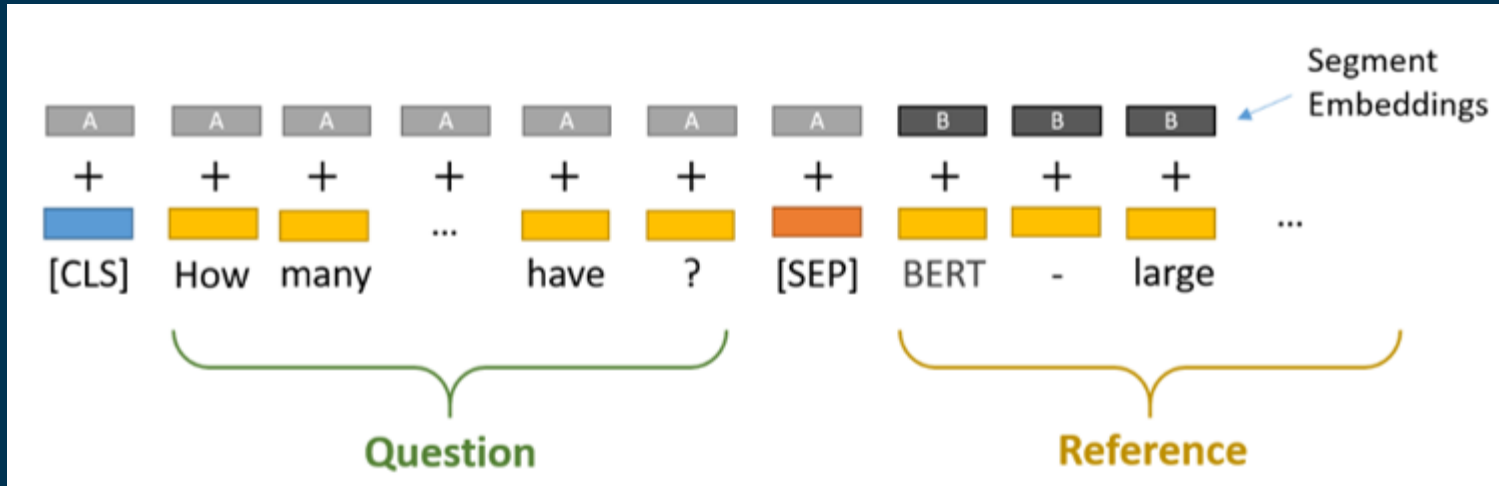 Segment
Embeddings
A A A A A A A B B B
+ + + + + + + + + +
... ...
[CLS] How many have ? [SEP] BERT - large
Question Reference